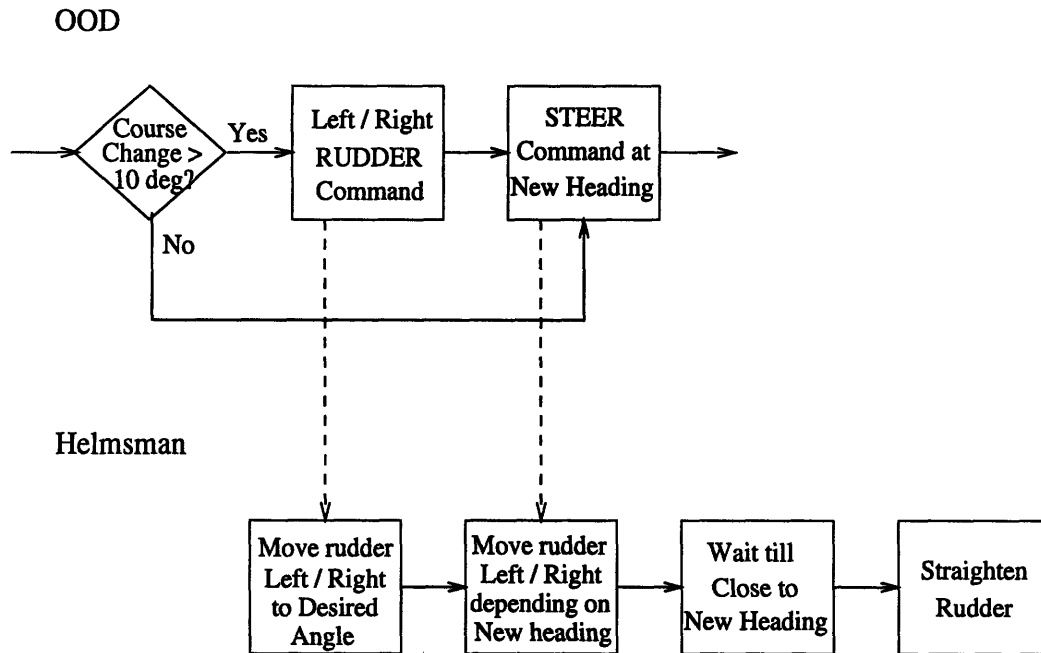 OOD
Course
Change >
10 deg?
Yes
No
Left / Right
RUDDER
Command
STEER
Command at
New Heading
Helmsman
Move rudder
Left / Right
to Desired
Angle
Move rudder
Left / Right
depending on
New heading
Wait till
Close to
New Heading
Straighten
Rudder